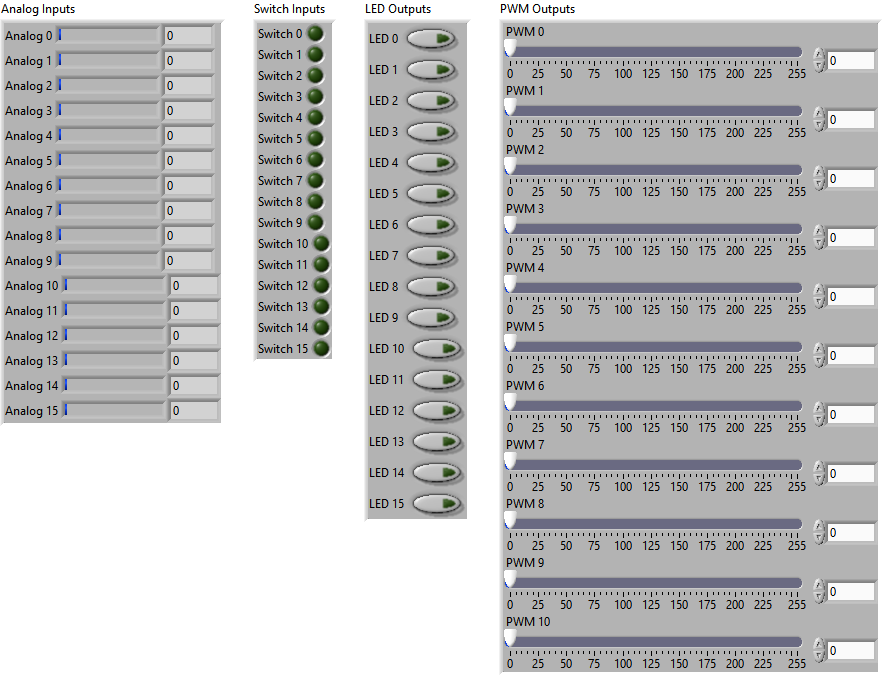 Analog Inputs
Analog 0 0
Analog 1 0
Analog 2 0
Analog 3 0
Analog 4 0
Analog 5 0
Analog 6 0
Analog 7 0
Analog 8 0
Analog 9 0
Analog 10 0
Analog 11 0
Analog 12 0
Analog 13 0
Analog 14 0
Analog 15 0
Switch Inputs
Switch 0
Switch 1
Switch 2
Switch 3
Switch 4
Switch 5
Switch 6
Switch 7
Switch 8
Switch 9
Switch 10
Switch 11
Switch 12
Switch 13
Switch 14
Switch 15
LED Outputs
LED 0
LED 1
LED 2
LED 3
LED 4
LED 5
LED 6
LED 7
LED 8
LED 9
LED 10
LED 11
LED 12
LED 13
LED 14
LED 15
PWM Outputs
PWM 0
0
0 25 50 75 100 125 150 175 200 225 255
PWM 1
0
0 25 50 75 100 125 150 175 200 225 255
PWM 2
0
0 25 50 75 100 125 150 175 200 225 255
PWM 3
0
0 25 50 75 100 125 150 175 200 225 255
PWM 4
0
0 25 50 75 100 125 150 175 200 225 255
PWM 5
0
0 25 50 75 100 125 150 175 200 225 255
PWM 6
0
0 25 50 75 100 125 150 175 200 225 255
PWM 7
0
0 25 50 75 100 125 150 175 200 225 255
PWM 8
0
0 25 50 75 100 125 150 175 200 225 255
PWM 9
0
0 25 50 75 100 125 150 175 200 225 255
PWM 10
0
0 25 50 75 100 125 150 175 200 225 255